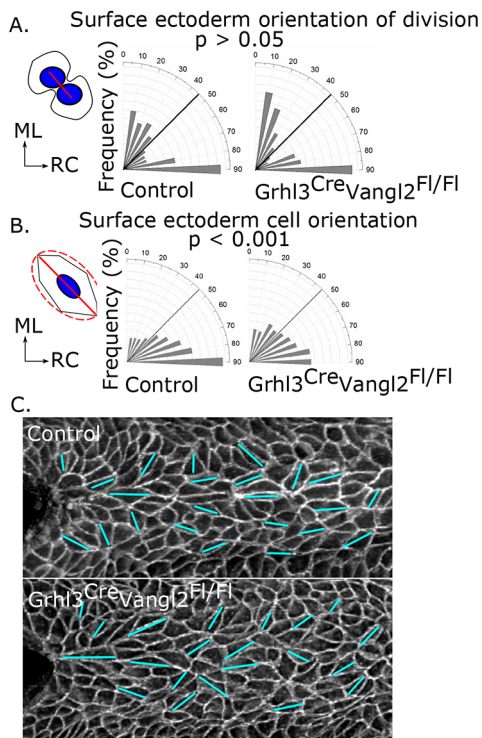 A.
Surface ectoderm orientation of division
p > 0.05
ML
RC
Frequency (%)
0
10
20
30
40
50
60
70
80
90
Control
0
10
20
30
40
50
60
70
80
90
Grhl3CreVangl2Fl/Fl
B.
Surface ectoderm cell orientation
p < 0.001
ML
RC
Frequency (%)
0
10
20
30
40
50
60
70
80
90
Control
0
10
20
30
40
50
60
70
80
90
Grhl3CreVangl2Fl/Fl
C.
Control
Grhl3CreVangl2Fl/Fl